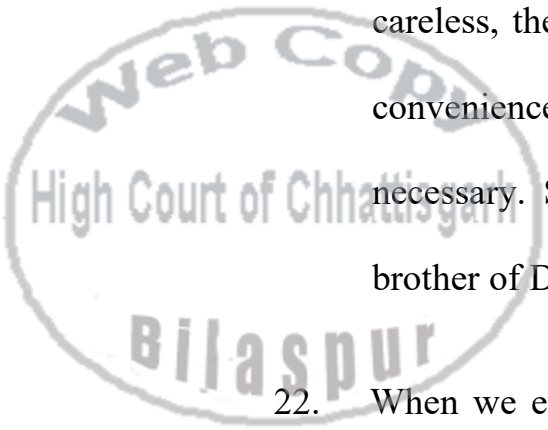 Web Copy
High Court of Chhattisgarh
Bilaspur
careless, the
convenience
necessary. S
brother of D
22. When we e